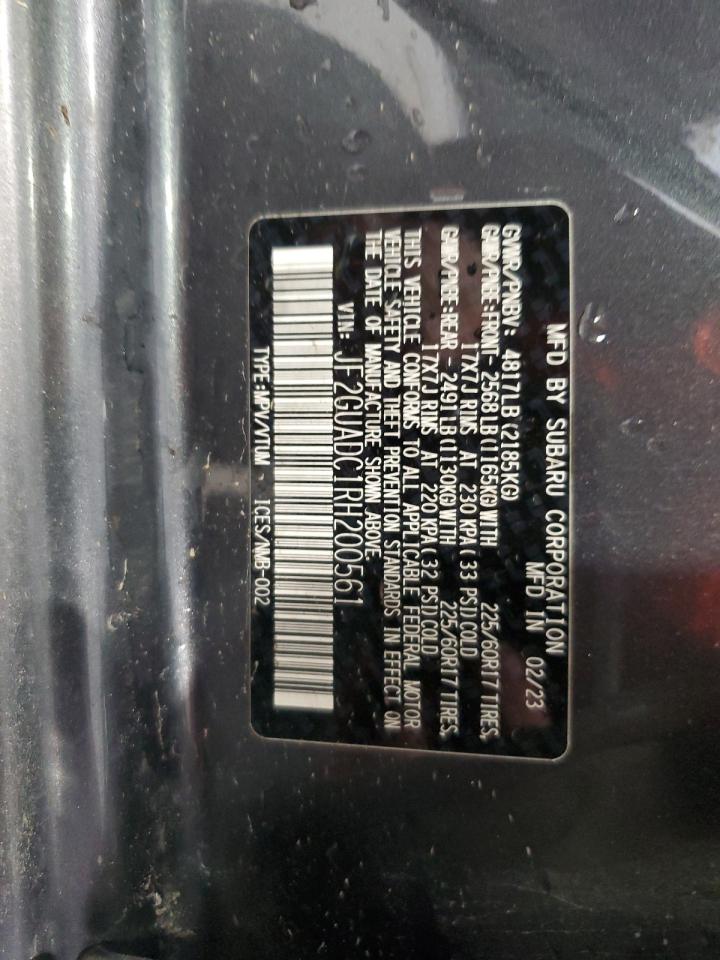 MFD BY SUBARU CORPORATION
MFD IN 02/23
GVWR/PNBV: 4817LB(2185KG)
GAWR/PNBE:FRONT- 2568 LB(1165KG)WITH 225/60R17 TIRES,
17X7J RIMS AT 230 KPA(33 PSI)COLD
GAWR/PNBE:REAR - 2491LB(1130KG)WITH 225/60R17 TIRES,
17X7J RIMS AT 220 KPA(32 PSI)COLD
THIS VEHICLE CONFORMS TO ALL APPLICABLE FEDERAL MOTOR
VEHICLE SAFETY AND THEFT PREVENTION STANDARDS IN EFFECT ON
THE DATE OF MANUFACTURE SHOWN ABOVE.
VIN: JF2GUADC1RH200561
TYPE:MPV/VTUM ICES/NMB-002